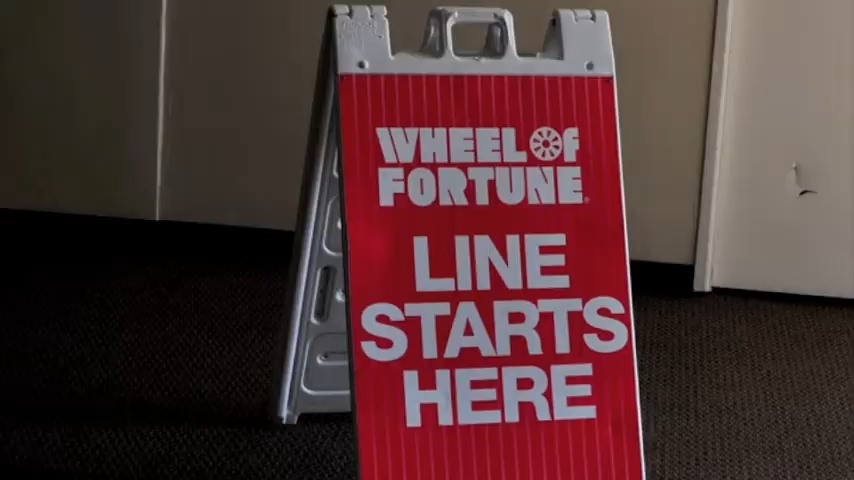 WHEEL OF
FORTUNE®
LINE
STARTS
HERE